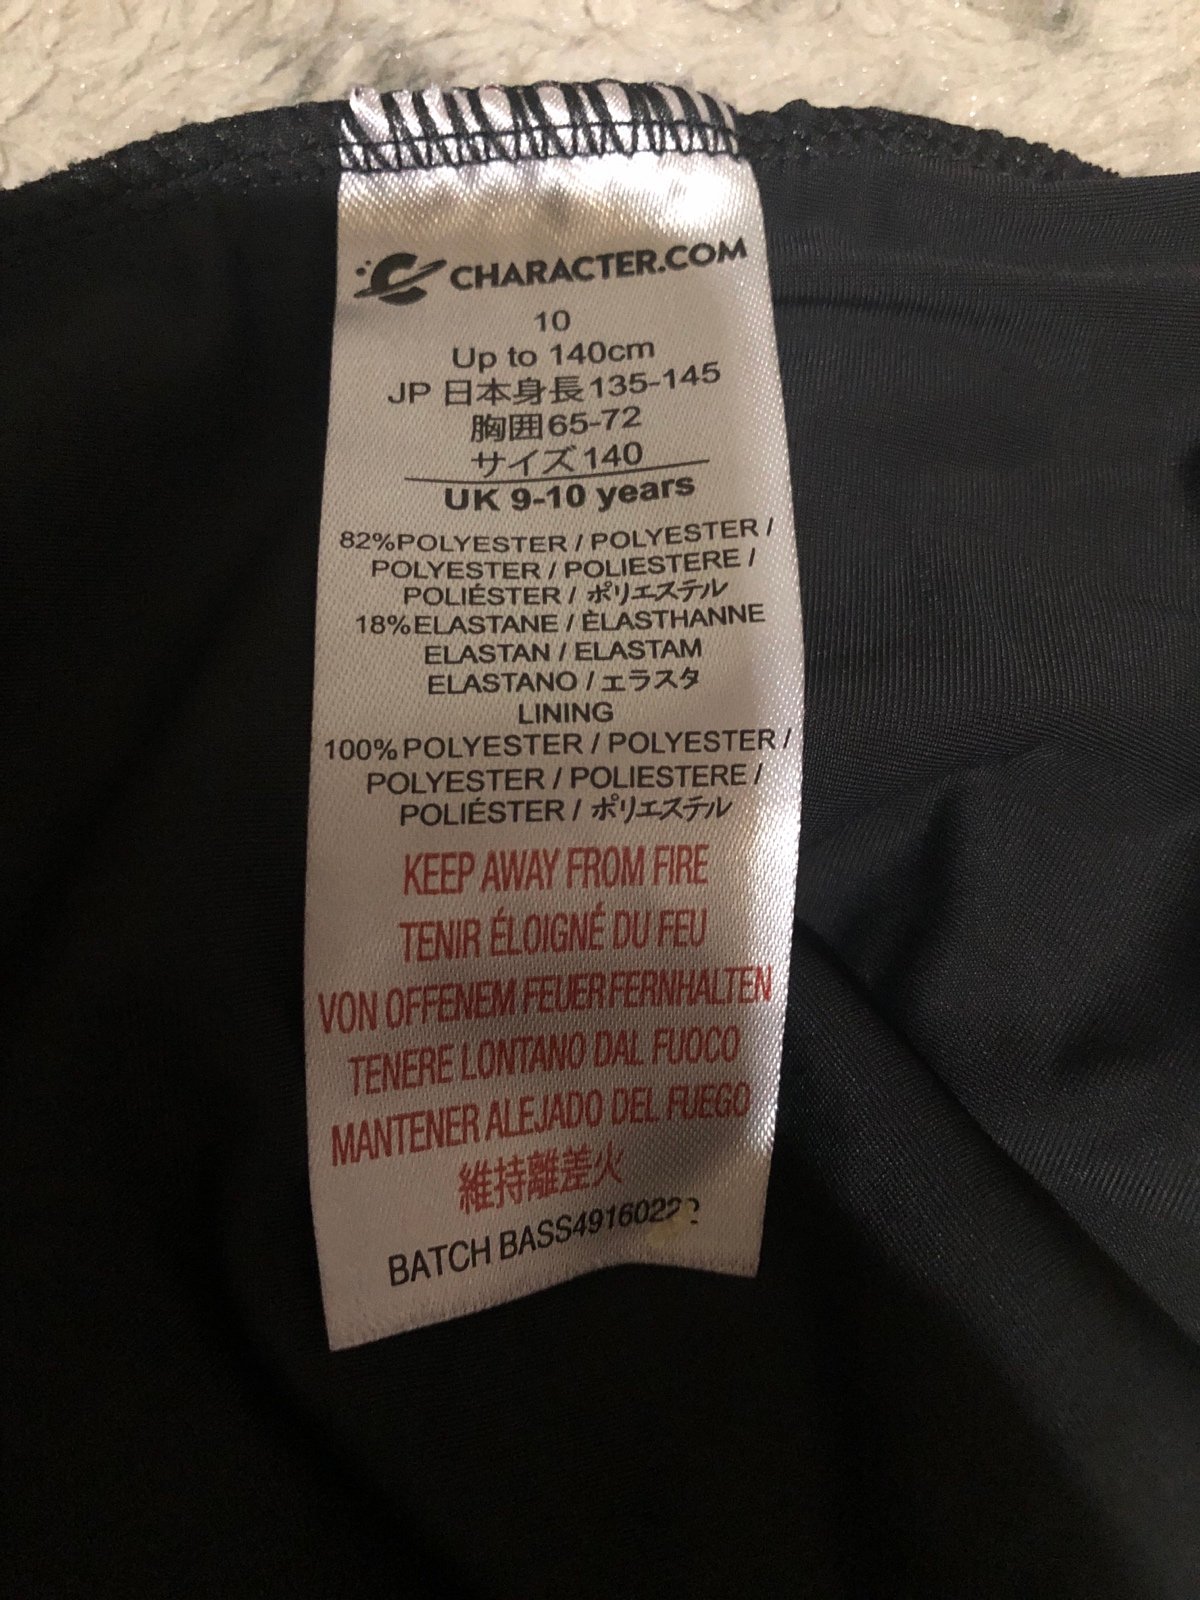 CHARACTER.COM
10
Up to 140cm
JP 日本身長135-145
胸囲65-72
サイズ140
UK 9-10 years
82%POLYESTER / POLYESTER /
POLYESTER / POLIESTERE /
POLIÉSTER / ポリエステル
18%ELASTANE / ÉLASTHANNE
ELASTAN / ELASTAM
ELASTANO / エラスタ
LINING
100%POLYESTER / POLYESTER /
POLYESTER / POLIESTERE /
POLIÉSTER / ポリエステル
KEEP AWAY FROM FIRE
TENIR ÉLOIGNÉ DU FEU
VON OFFENEM FEUER FERNHALTEN
TENERE LONTANO DAL FUOCO
MANTENER ALEJADO DEL FUEGO
維持離差火
BATCH